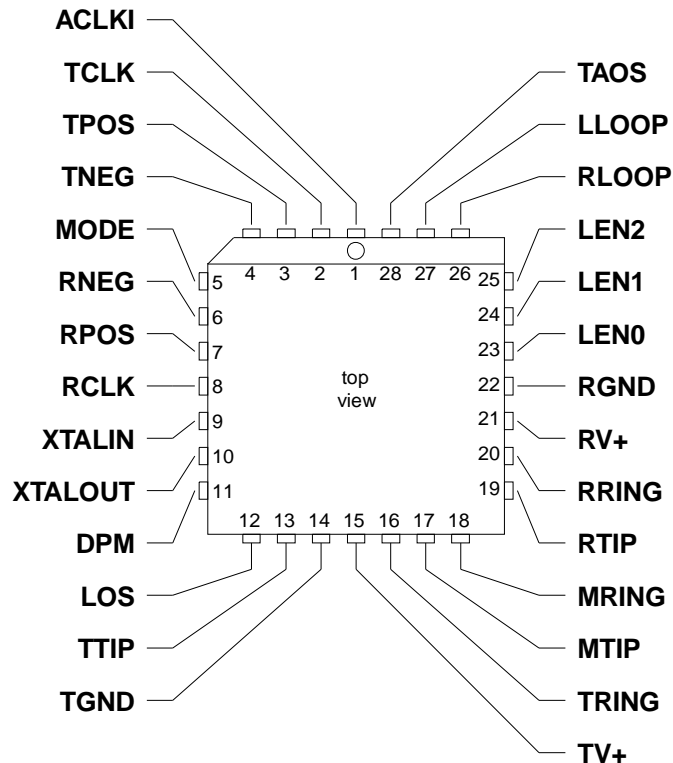 ACLKI
TCLK
TPOS
TNEG
MODE
RNEG
RPOS
RCLK
XTALIN
XTALOUT
DPM
LOS
TTIP
TGND
TAOS
LLOOP
RLOOP
LEN2
LEN1
LEN0
RGND
RV+
RRING
RTIP
MRING
MTIP
TRING
TV+
4 3 2 1 28 27 26
5
6
7
8
9
10
11
25
24
23
22
21
20
19
top
view
12 13 14 15 16 17 18